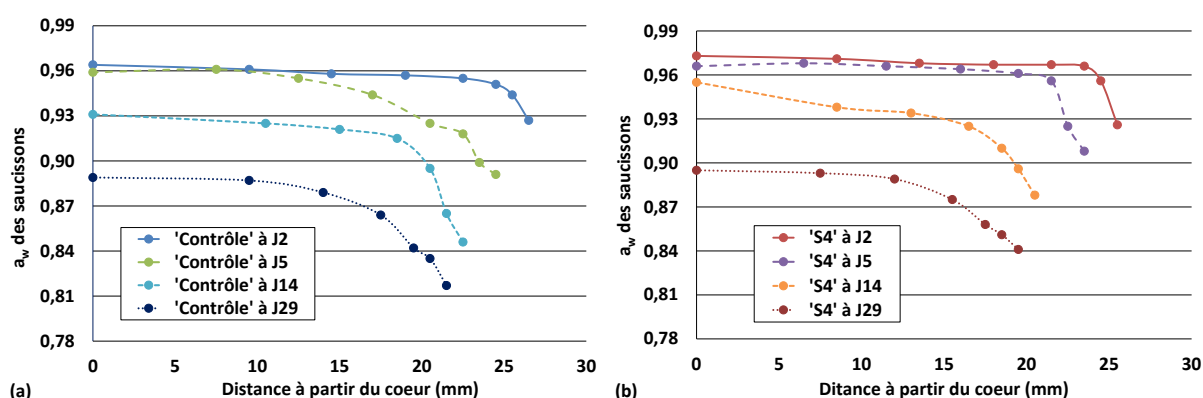 0,99
0,96
0,93
0,90
0,87
0,84
0,81
0,78
a_w des saucissons
'Contrôle' à J2
'Contrôle' à J5
'Contrôle' à J14
'Contrôle' à J29
0 5 10 15 20 25 30
(a) Distance à partir du coeur (mm)
0,99
0,96
0,93
0,90
0,87
0,84
0,81
0,78
a_w des saucissons
'S4' à J2
'S4' à J5
'S4' à J14
'S4' à J29
0 5 10 15 20 25 30
(b) Ditance à partir du coeur (mm)